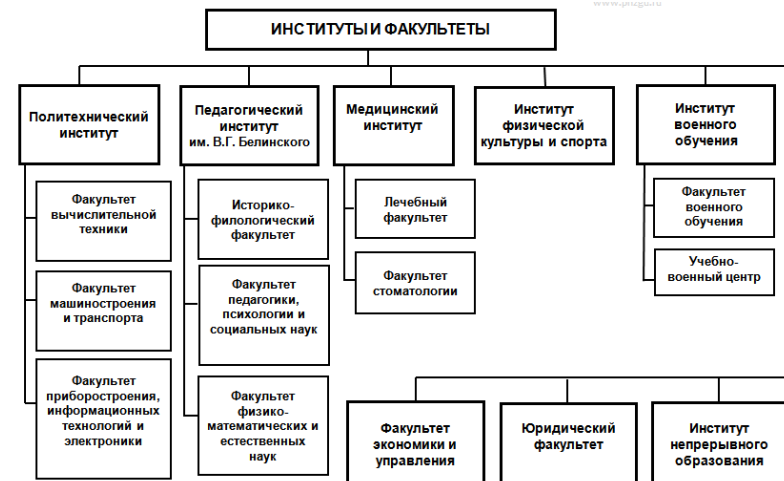 www.pnzgu.ru
ИНСТИТУТЫ И ФАКУЛЬТЕТЫ
Политехнический
институт
Педагогический
институт
им. В.Г. Белинского
Медицинский
институт
Институт
физической
культуры и спорта
Институт
военного
обучения
Факультет
вычислительной
техники
Факультет
машиностроения
и транспорта
Факультет
приборостроения,
информационных
технологий и
электроники
Историко-
филологический
факультет
Факультет
педагогики,
психологии и
социальных наук
Факультет
физико-
математических и
естественных
наук
Лечебный
факультет
Факультет
стоматологии
Факультет
военного
обучения
Учебно-
военный центр
Факультет
экономики и
управления
Юридический
факультет
Институт
непрерывного
образования